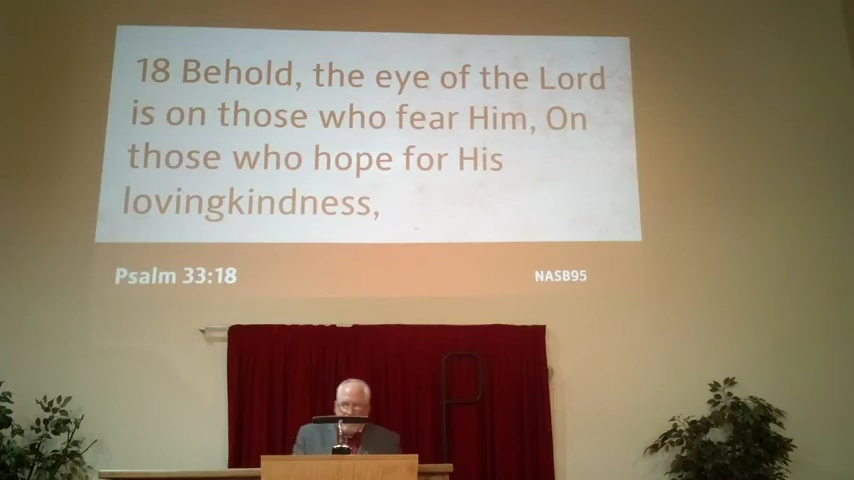 18 Behold, the eye of the Lord
is on those who fear Him, On
those who hope for His
lovingkindness,
Psalm 33:18
NASB95